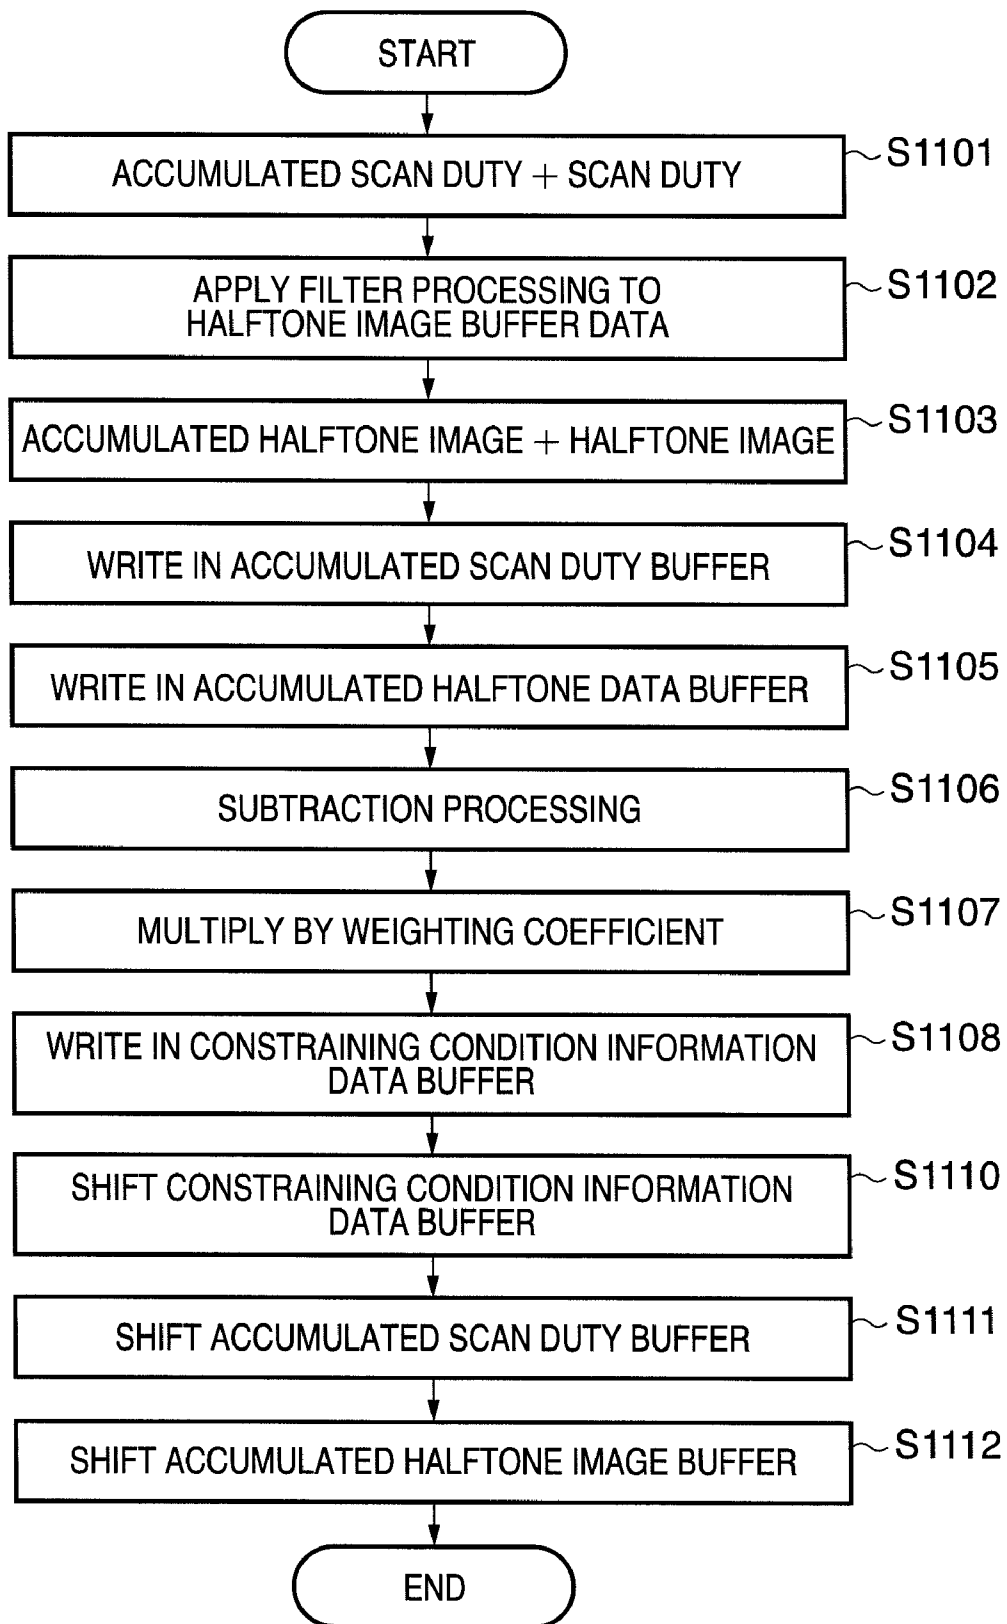 START
ACCUMULATED SCAN DUTY + SCAN DUTY
S1101
APPLY FILTER PROCESSING TO
HALFTONE IMAGE BUFFER DATA
S1102
ACCUMULATED HALFTONE IMAGE + HALFTONE IMAGE
S1103
WRITE IN ACCUMULATED SCAN DUTY BUFFER
S1104
WRITE IN ACCUMULATED HALFTONE DATA BUFFER
S1105
SUBTRACTION PROCESSING
S1106
MULTIPLY BY WEIGHTING COEFFICIENT
S1107
WRITE IN CONSTRAINING CONDITION INFORMATION
DATA BUFFER
S1108
SHIFT CONSTRAINING CONDITION INFORMATION
DATA BUFFER
S1110
SHIFT ACCUMULATED SCAN DUTY BUFFER
S1111
SHIFT ACCUMULATED HALFTONE IMAGE BUFFER
S1112
END